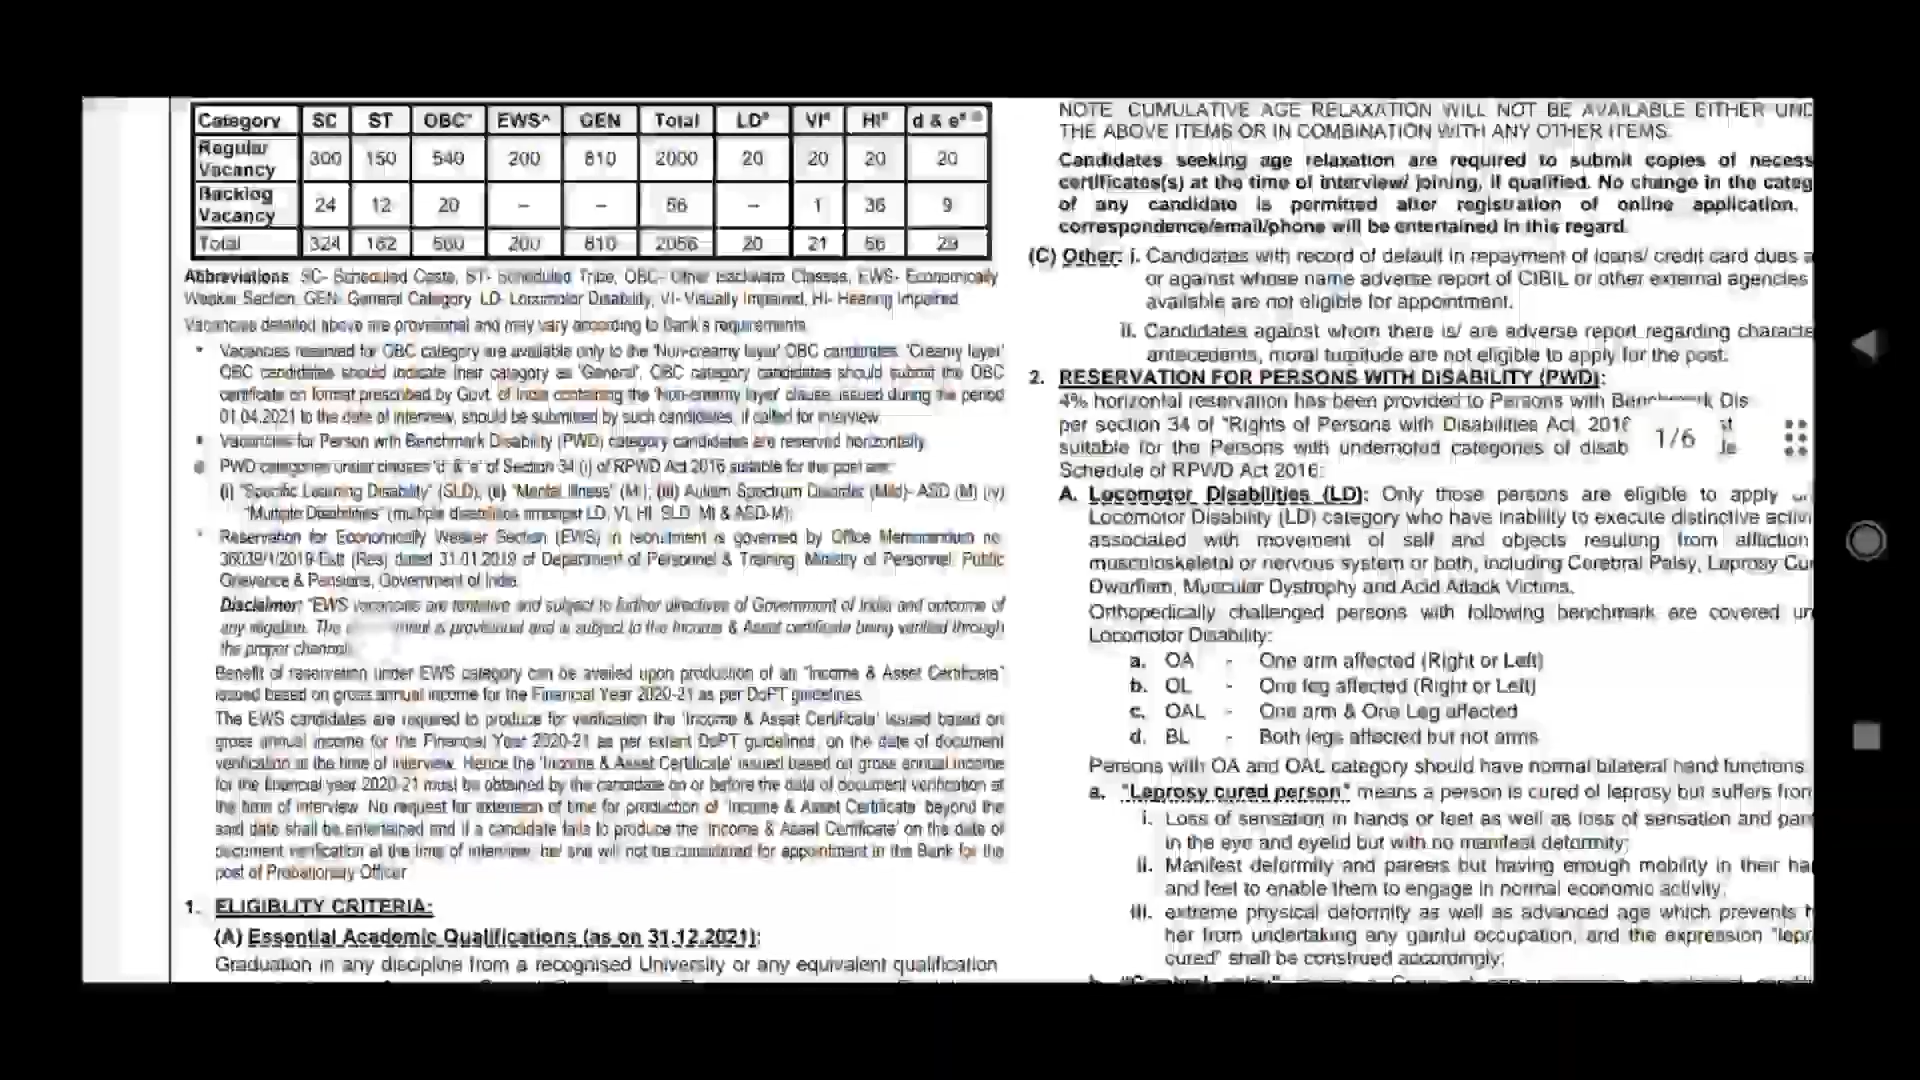 Category SC ST OBC* EWS^ GEN Total LD# VI# HI# d & e# @
Regular Vacancy 300 150 540 200 810 2000 20 20 20 20
Backlog Vacancy 24 12 20 – – 56 – 1 36 9
Total 324 162 560 200 810 2056 20 21 56 29
Abbreviations: SC- Scheduled Caste, ST- Scheduled Tribe, OBC- Other Backward Classes, EWS- Economically
Weaker Section, GEN- General Category LD- Locomotor Disability, VI- Visually Impaired, HI- Hearing Impaired
Vacancies detailed above are provisional and may vary according to Bank's requirements
* Vacancies reserved for OBC category are available only to the 'Non-creamy layer' OBC candidates. 'Creamy layer'
OBC candidates should indicate their category as 'General'. OBC category candidates should submit the OBC
certificate on format prescribed by Govt. of India containing the 'Non-creamy layer' clause, issued during the period
01.04.2021 to the date of interview, should be submitted by such candidates, if called for interview
Vacancies for Person with Benchmark Disability (PWD) category candidates are reserved horizontally
PWD categories under clauses 'd' & 'e' of Section 34 (i) of RPWD Act 2016 suitable for the post are:
(i) "Specific Learning Disability" (SLD); (ii) "Mental Illness" (MI); (iii) Autism Spectrum Disorder (Mild)- ASD (M) (iv)
"Multiple Disabilities" (multiple disabilities amongst LD, VI, HI, SLD, MI & ASD-M);
Reservation for Economically Weaker Section (EWS) in recruitment is governed by Office Memorandum no.
36039/1/2019-Estt (Res) dated 31.01.2019 of Department of Personnel & Training, Ministry of Personnel, Public
Grievance & Pensions, Government of India.
Disclaimer: "EWS vacancies are tentative and subject to further directives of Government of India and outcome of
any litigation. The is provisional and is subject to the Income & Asset certificate being verified through
the proper channel.
Benefit of reservation under EWS category can be availed upon production of an "Income & Asset Certificate"
issued based on gross annual income for the Financial Year 2020-21 as per DoPT guidelines.
The EWS candidates are required to produce for verification the 'Income & Asset Certificate' issued based on
gross annual income for the Financial Year 2020-21 as per extant DoPT guidelines, on the date of document
verification at the time of interview. Hence the 'Income & Asset Certificate' issued based on gross annual income
for the financial year 2020-21 must be obtained by the candidate on or before the date of document verification at
the time of interview. No request for extension of time for production of 'Income & Asset Certificate' beyond the
said date shall be entertained and if a candidate fails to produce the 'Income & Asset Certificate' on the date of
document verification at the time of interview, he/ she will not be considered for appointment in the Bank for the
post of Probationary Officer
1. ELIGIBLITY CRITERIA:
(A) Essential Academic Qualifications (as on 31.12.2021):
Graduation in any discipline from a recognised University or any equivalent qualification
NOTE CUMULATIVE AGE RELAXATION WILL NOT BE AVAILABLE EITHER UND
THE ABOVE ITEMS OR IN COMBINATION WITH ANY OTHER ITEMS.
Candidates seeking age relaxation are required to submit copies of necess
certificates(s) at the time of interview/ joining, if qualified. No change in the categ
of any candidate is permitted after registration of online application.
correspondence/email/phone will be entertained in this regard.
(C) Other: i. Candidates with record of default in repayment of loans/ credit card dues a
or against whose name adverse report of CIBIL or other external agencies
available are not eligible for appointment.
ii. Candidates against whom there is/ are adverse report regarding characte
antecedents, moral turpitude are not eligible to apply for the post.
2. RESERVATION FOR PERSONS WITH DISABILITY (PWD):
4% horizontal reservation has been provided to Persons with Benchmark Dis
per section 34 of "Rights of Persons with Disabilities Act, 2016 st
suitable for the Persons with undernoted categories of disab le
Schedule of RPWD Act 2016:
1/6
A. Locomotor Disabilities (LD): Only those persons are eligible to apply
Locomotor Disability (LD) category who have inability to execute distinctive activi
associated with movement of self and objects resulting from affliction
musculoskeletal or nervous system or both, including Cerebral Palsy, Leprosy Cu
Dwarfism, Muscular Dystrophy and Acid Attack Victims.
Orthopedically challenged persons with following benchmark are covered un
Locomotor Disability:
a. OA - One arm affected (Right or Left)
b. OL - One leg affected (Right or Left)
c. OAL - One arm & One Leg affected
d. BL - Both legs affected but not arms
Persons with OA and OAL category should have normal bilateral hand functions
a. "Leprosy cured person" means a person is cured of leprosy but suffers from
i. Loss of sensation in hands or feet as well as loss of sensation and par
in the eye and eyelid but with no manifest deformity;
ii. Manifest deformity and paresis but having enough mobility in their ha
and feet to enable them to engage in normal economic activity;
iii. extreme physical deformity as well as advanced age which prevents h
her from undertaking any gainful occupation, and the expression "lepr
cured" shall be construed accordingly;